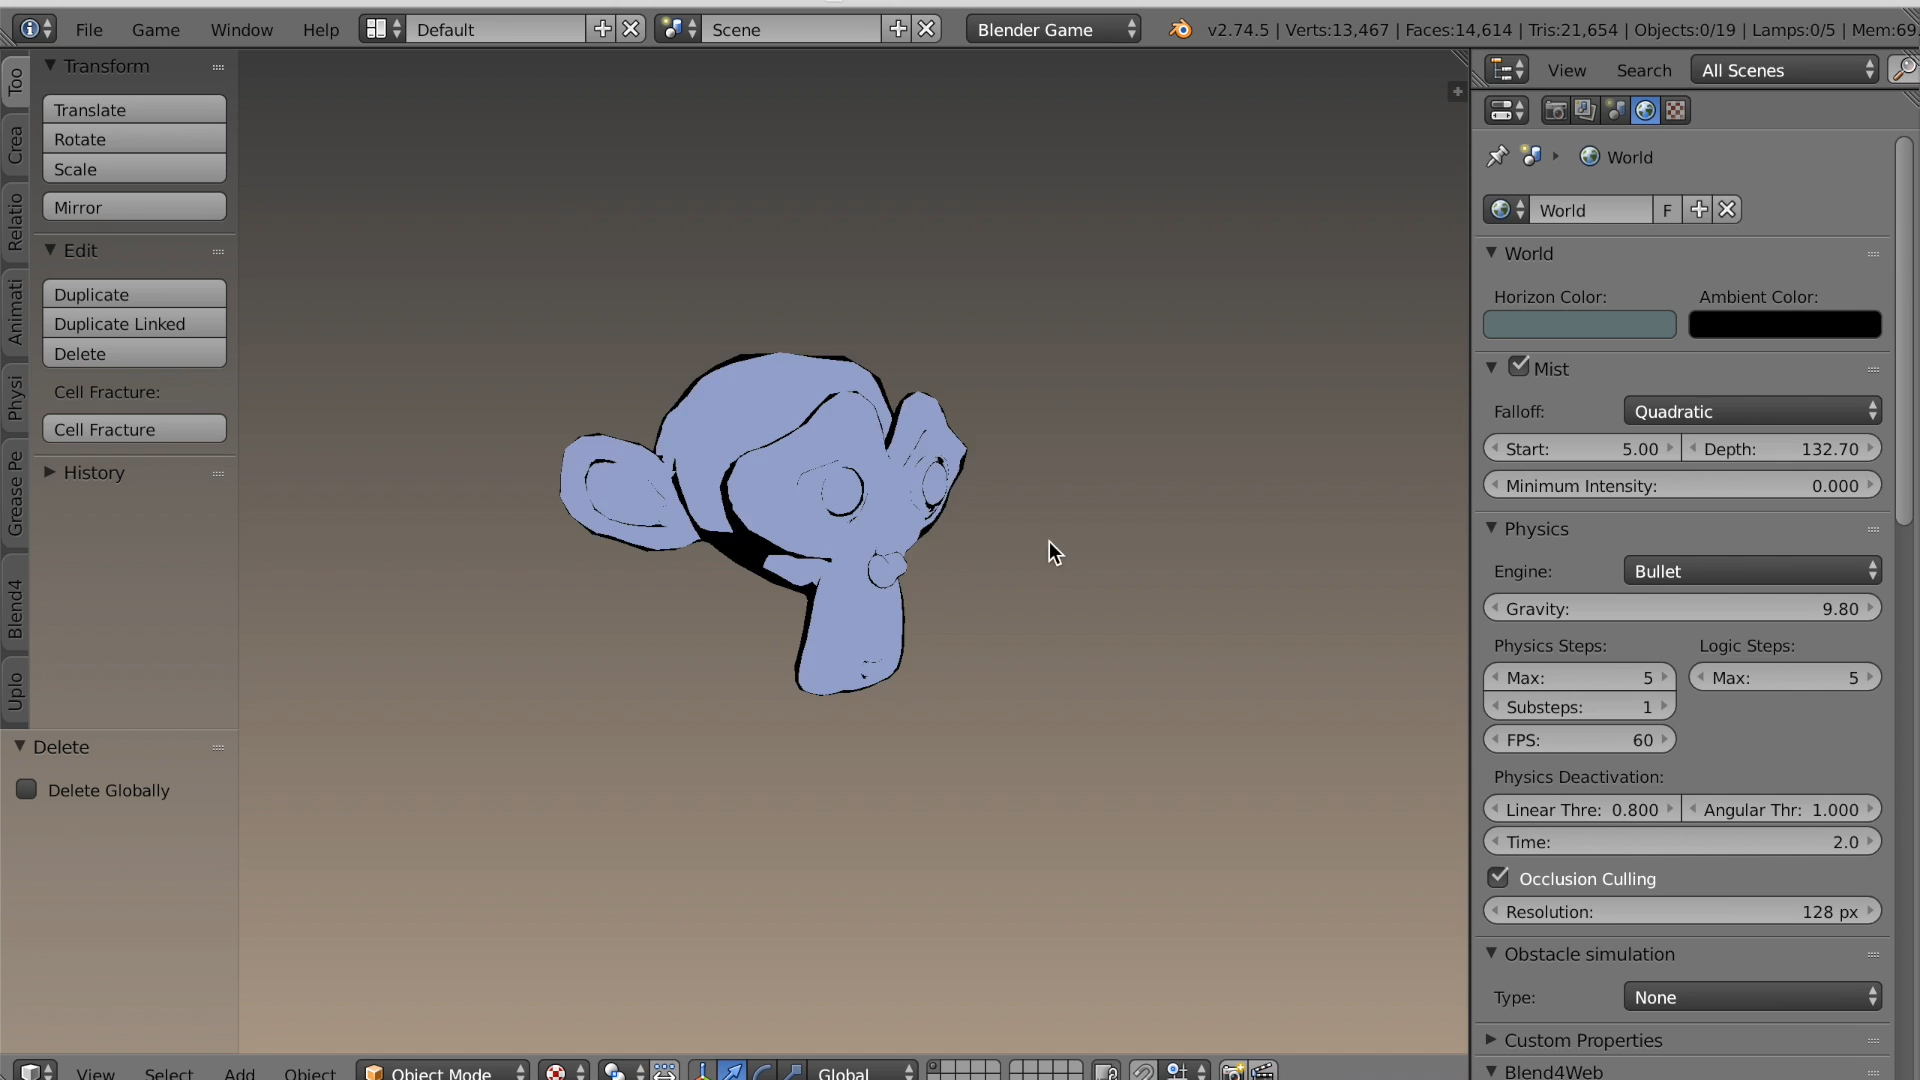 File Game Window Help Default Scene Blender Game v2.74.5 | Verts:13,467 | Faces:14,614 | Tris:21,654 | Objects:0/19 | Lamps:0/5 | Mem:69.
Too
Crea
Relatio
Animati
Physi
Grease Pe
Blend4
Uplo
Transform
Translate
Rotate
Scale
Mirror
Edit
Duplicate
Duplicate Linked
Delete
Cell Fracture:
Cell Fracture
History
Delete
Delete Globally
View Search All Scenes
World
World F
World
Horizon Color: Ambient Color:
Mist
Falloff: Quadratic
Start: 5.00 Depth: 132.70
Minimum Intensity: 0.000
Physics
Engine: Bullet
Gravity: 9.80
Physics Steps: Logic Steps:
Max: 5 Max: 5
Substeps: 1
FPS: 60
Physics Deactivation:
Linear Thre: 0.800 Angular Thr: 1.000
Time: 2.0
Occlusion Culling
Resolution: 128 px
Obstacle simulation
Type: None
Custom Properties
Blend4Web
View Select Add Object Object Mode Global